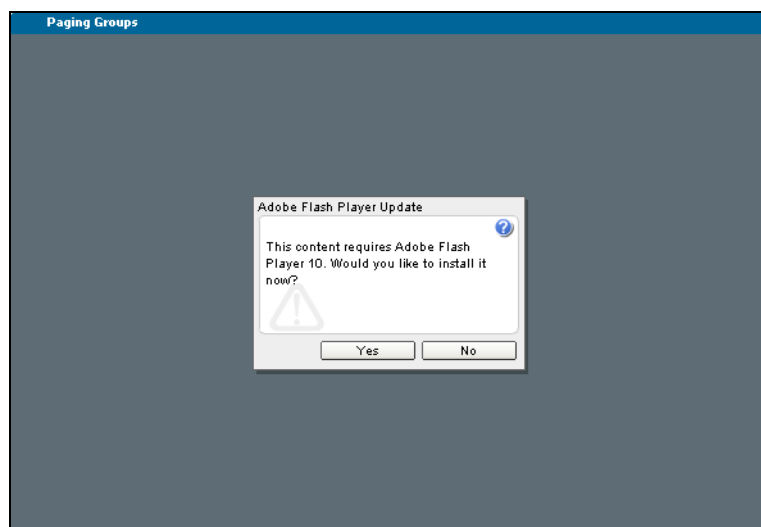 Paging Groups
Adobe Flash Player Update
This content requires Adobe Flash
Player 10. Would you like to install it
now?
Yes
No